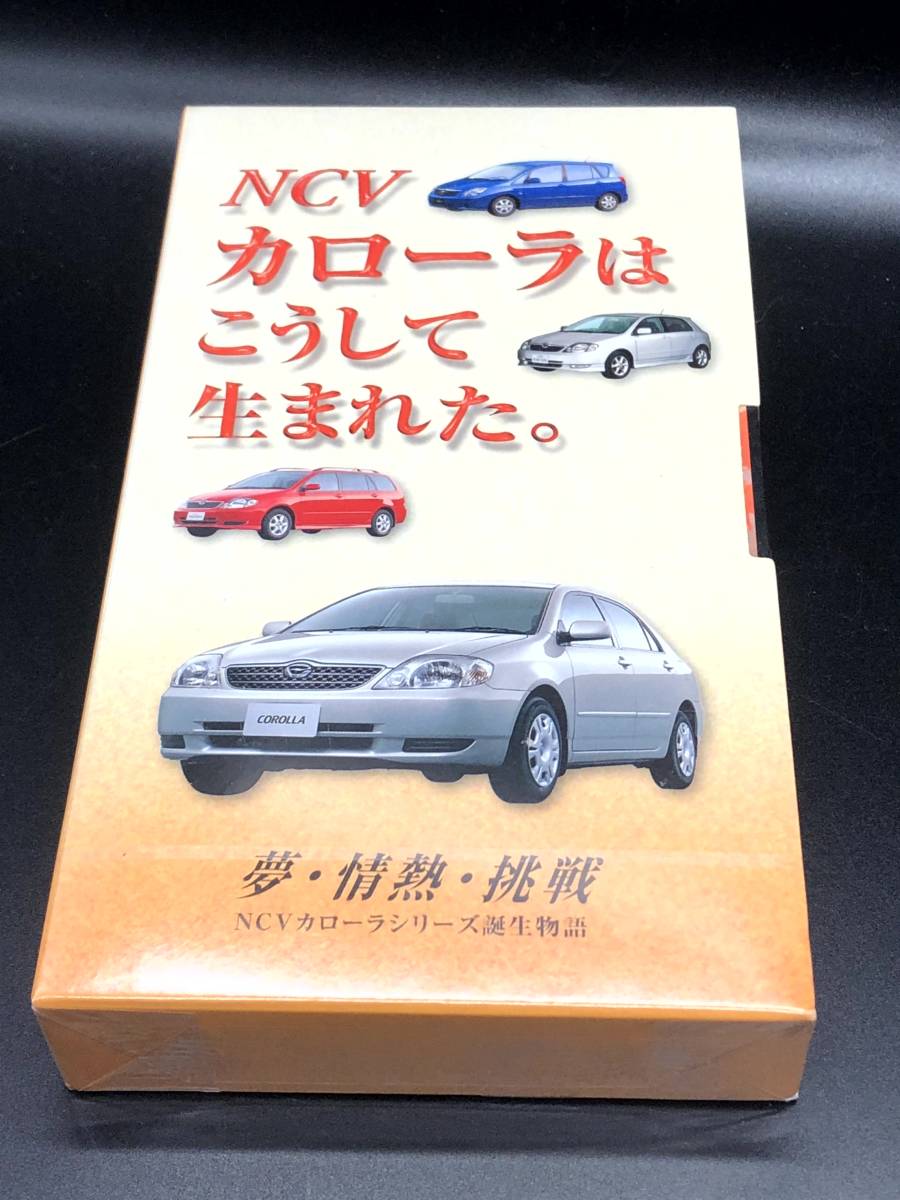 NCV
カローラは
こうして
生まれた。
COROLLA
夢・情熱・挑戦
NCVカローラシリーズ誕生物語